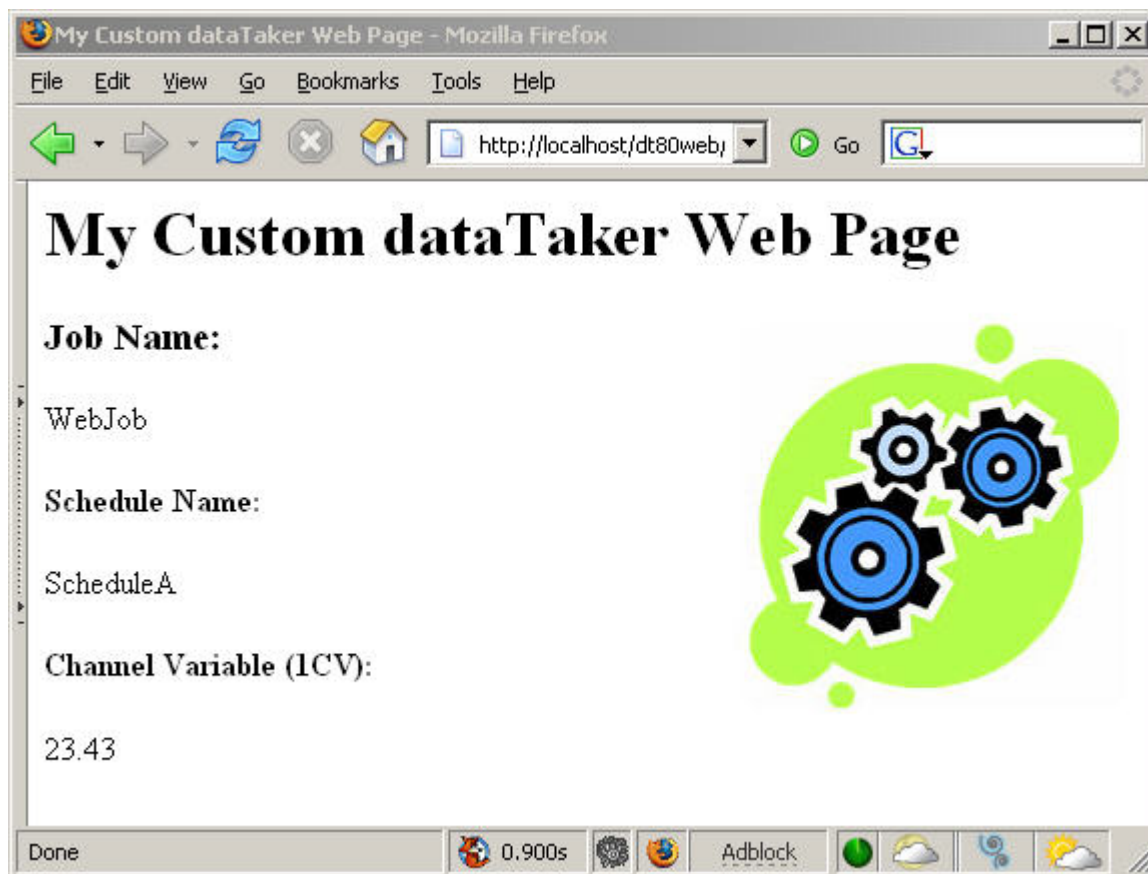 My Custom dataTaker Web Page - Mozilla Firefox
File Edit View Go Bookmarks Tools Help
http://localhost/dt80web/ Go G
My Custom dataTaker Web Page
Job Name:
WebJob
Schedule Name:
ScheduleA
Channel Variable (1CV):
23.43
Done 0.900s Adblock